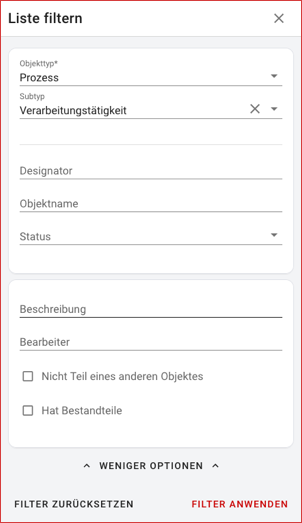 Liste filtern
Objekttyp*
Prozess
Subtyp
Verarbeitungstätigkeit
Designator
Objektname
Status
Beschreibung
Bearbeiter
Nicht Teil eines anderen Objektes
Hat Bestandteile
WENIGER OPTIONEN
FILTER ZURÜCKSETZEN FILTER ANWENDEN